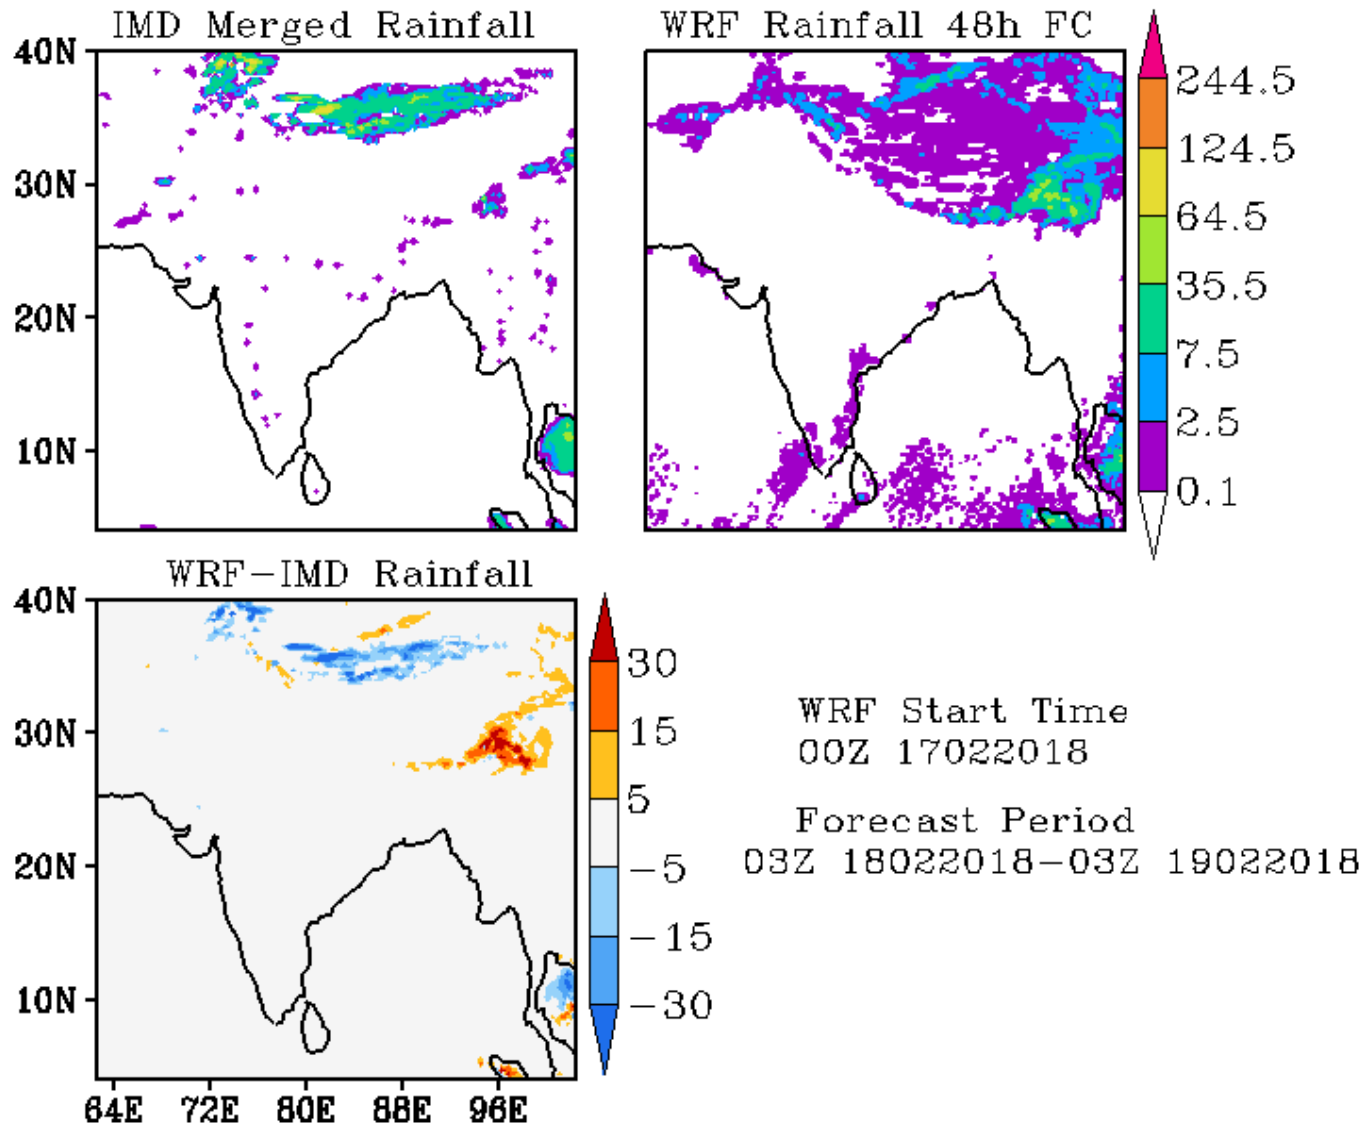 IMD Merged Rainfall
WRF Rainfall 48h FC
40N
30N
20N
10N
244.5
124.5
64.5
35.5
7.5
2.5
0.1
WRF-IMD Rainfall
40N
30N
20N
10N
64E 72E 80E 88E 96E
30
15
5
-5
-15
-30
WRF Start Time
00Z 17022018
Forecast Period
03Z 18022018-03Z 19022018